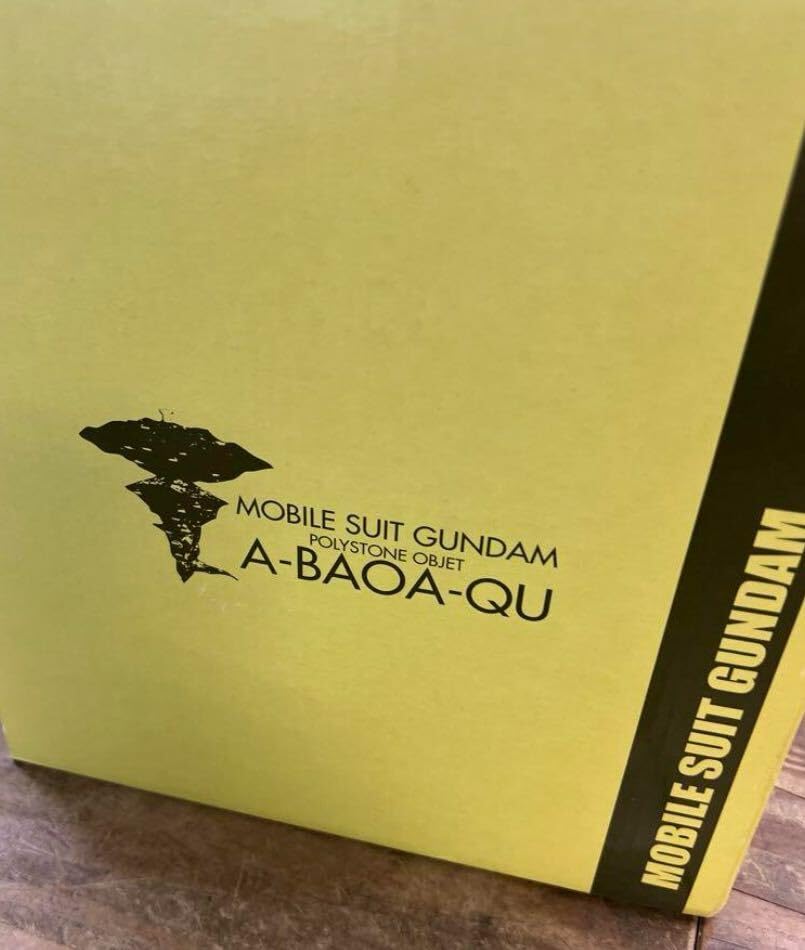 MOBILE SUIT GUNDAM
POLYSTONE OBJET
A-BAOA-QU
MOBILE SUIT GUNDAM